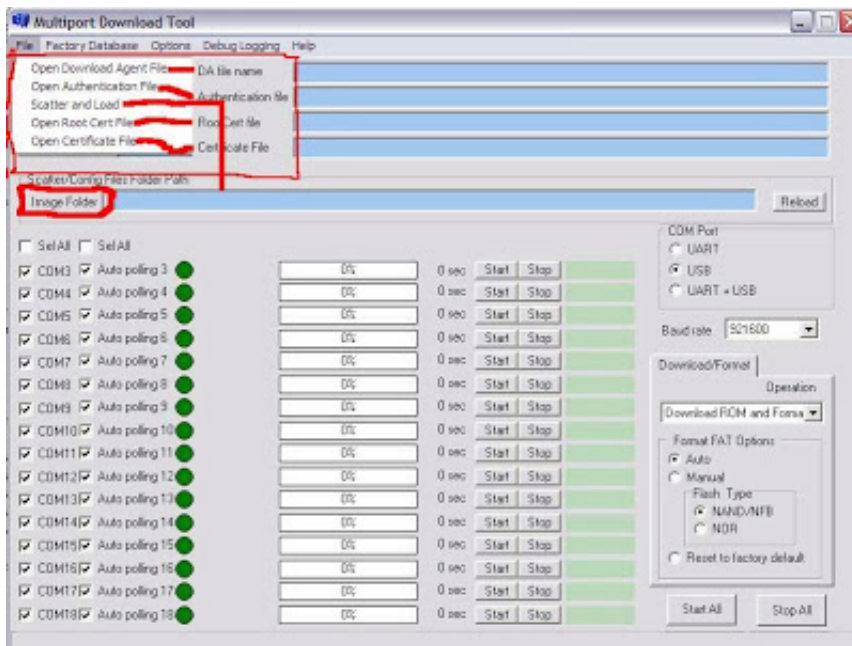 Multiport Download Tool
File Factory Database Options Debug Logging Help
Open Download Agent File DA file name
Open Authentication File Authentication file
Scatter and Load
Open Root Cert File Root Cert file
Open Certificate File Certificate File
Scatter/Config Files Folder Path
Image Folder Reload
COM Port
Sel All Sel All UART
COM3 Auto polling 3 0% 0 sec Start Stop USB
COM4 Auto polling 4 0% 0 sec Start Stop UART + USB
COM5 Auto polling 5 0% 0 sec Start Stop
COM6 Auto polling 6 0% 0 sec Start Stop Baud rate 921600
COM7 Auto polling 7 0% 0 sec Start Stop Download/Format
COM8 Auto polling 8 0% 0 sec Start Stop Operation
COM9 Auto polling 9 0% 0 sec Start Stop Download ROM and Forma
COM10 Auto polling 10 0% 0 sec Start Stop Format FAT Options
COM11 Auto polling 11 0% 0 sec Start Stop Auto
COM12 Auto polling 12 0% 0 sec Start Stop Manual
COM13 Auto polling 13 0% 0 sec Start Stop Flash Type
COM14 Auto polling 14 0% 0 sec Start Stop NAND/NFB
COM15 Auto polling 15 0% 0 sec Start Stop NOR
COM16 Auto polling 16 0% 0 sec Start Stop Reset to factory default
COM17 Auto polling 17 0% 0 sec Start Stop
COM18 Auto polling 18 0% 0 sec Start Stop Start All Stop All